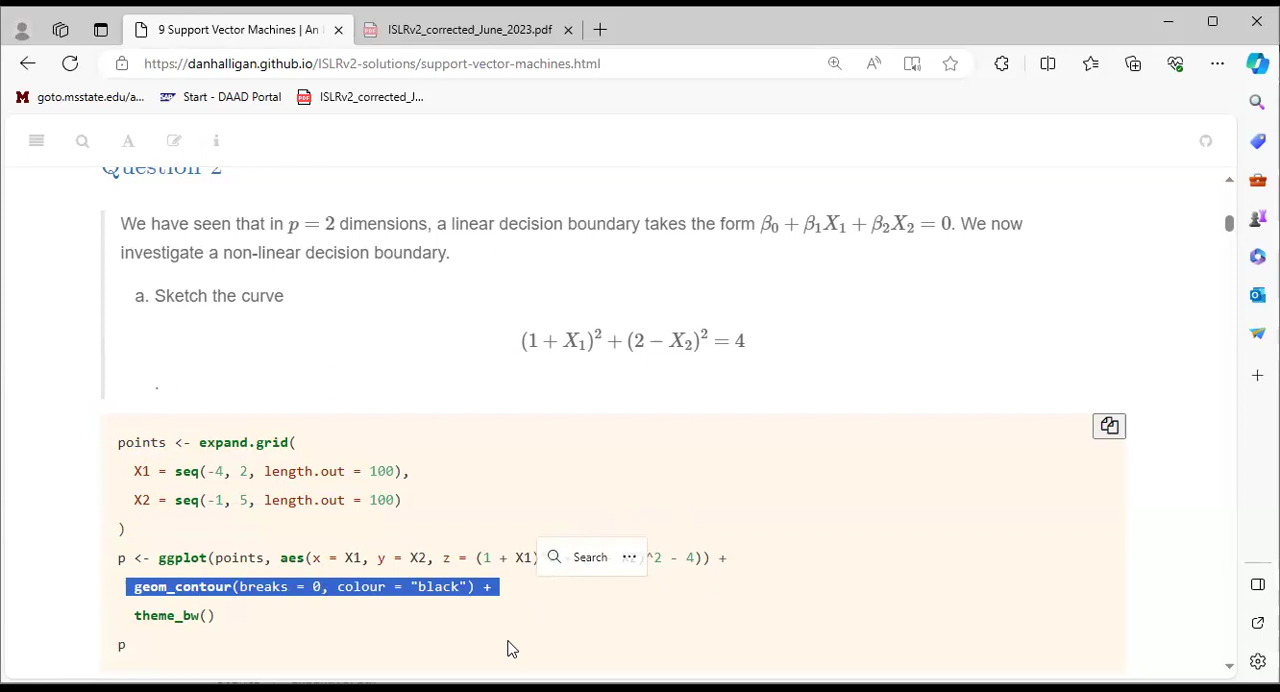 9 Support Vector Machines | An
ISLRv2_corrected_June_2023.pdf
https://danhalligan.github.io/ISLRv2-solutions/support-vector-machines.html
goto.msstate.edu/a...
Start - DAAD Portal
ISLRv2_corrected_J...
Question 2
We have seen that in p = 2 dimensions, a linear decision boundary takes the form β₀ + β₁X₁ + β₂X₂ = 0. We now
investigate a non-linear decision boundary.
a. Sketch the curve
(1 + X₁)² + (2 − X₂)² = 4
.
points <- expand.grid(
X1 = seq(-4, 2, length.out = 100),
X2 = seq(-1, 5, length.out = 100)
)
p <- ggplot(points, aes(x = X1, y = X2, z = (1 + X1) ^2 - 4)) +
Search ...
geom_contour(breaks = 0, colour = "black") +
theme_bw()
p